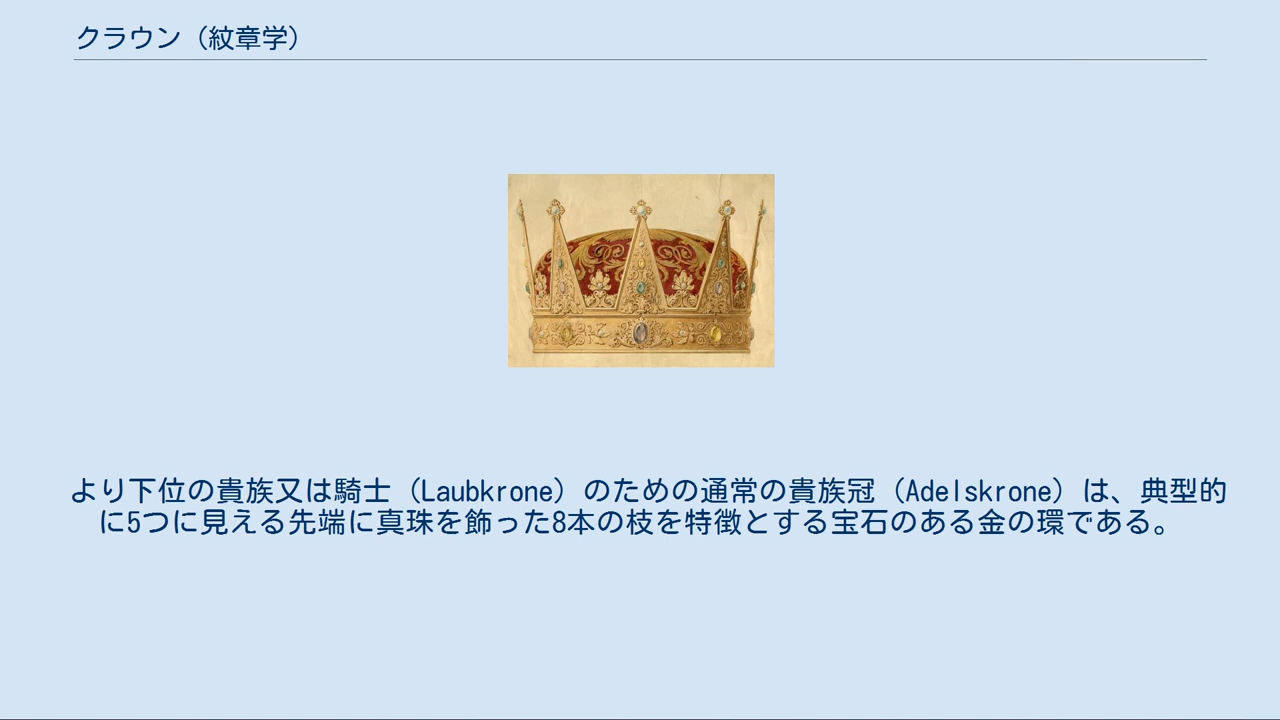 クラウン（紋章学）
より下位の貴族又は騎士（Laubkrone）のための通常の貴族冠（Adelskrone）は、典型的
に5つに見える先端に真珠を飾った8本の枝を特徴とする宝石のある金の環である。